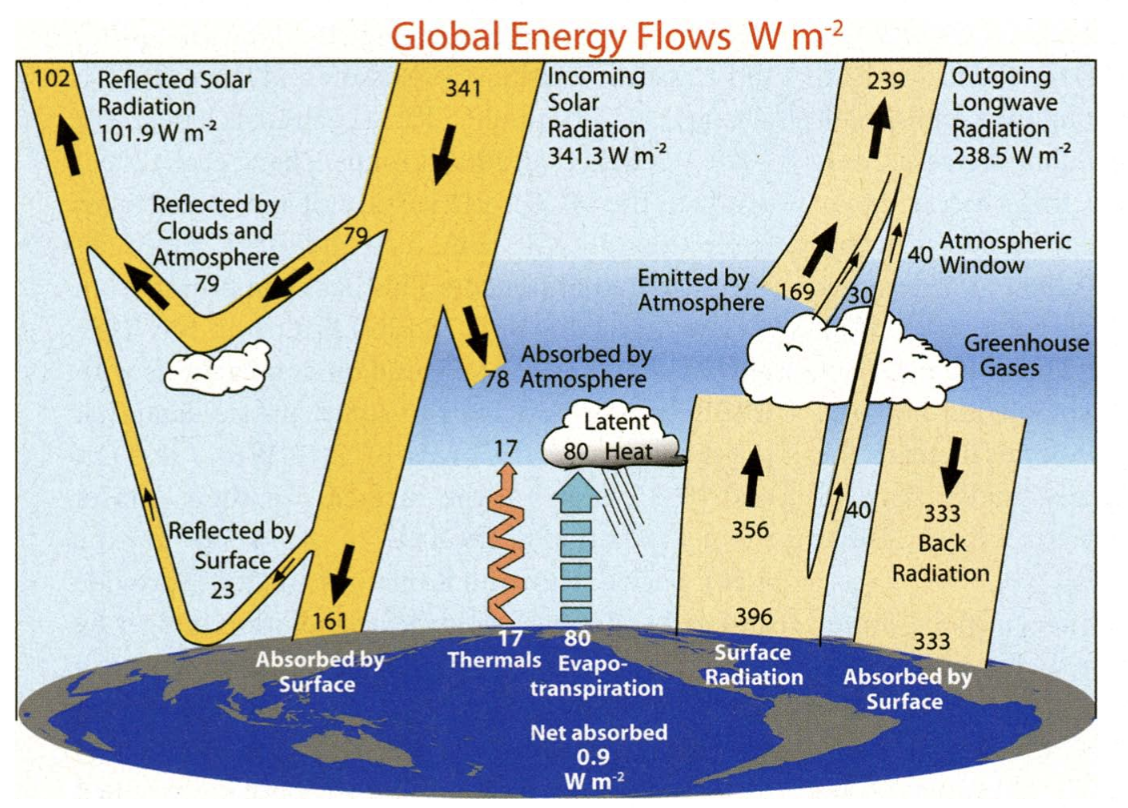 Global Energy Flows W m⁻²
102
Reflected Solar
Radiation
101.9 W m⁻²
341
Incoming
Solar
Radiation
341.3 W m⁻²
239
Outgoing
Longwave
Radiation
238.5 W m⁻²
Reflected by
Clouds and
Atmosphere
79
79
Emitted by
Atmosphere
169
30
40
Atmospheric
Window
Greenhouse
Gases
Absorbed by
78 Atmosphere
Latent
80 Heat
17
Reflected by
Surface
23
161
356
40
333
Back
Radiation
396
333
Absorbed by
Surface
17
Thermals
80
Evapo-
transpiration
Surface
Radiation
Absorbed by
Surface
Net absorbed
0.9
W m⁻²